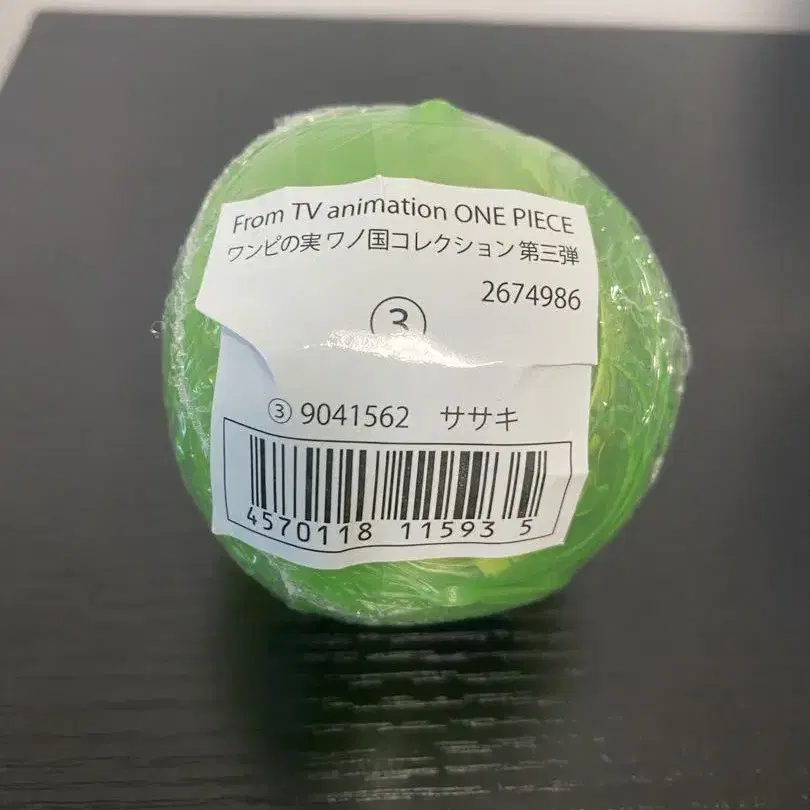 From TV animation ONE PIECE
ワンピの実 ワノ国コレクション 第三弾
2674986
③
③ 9041562 ササキ
4570118 11593 5